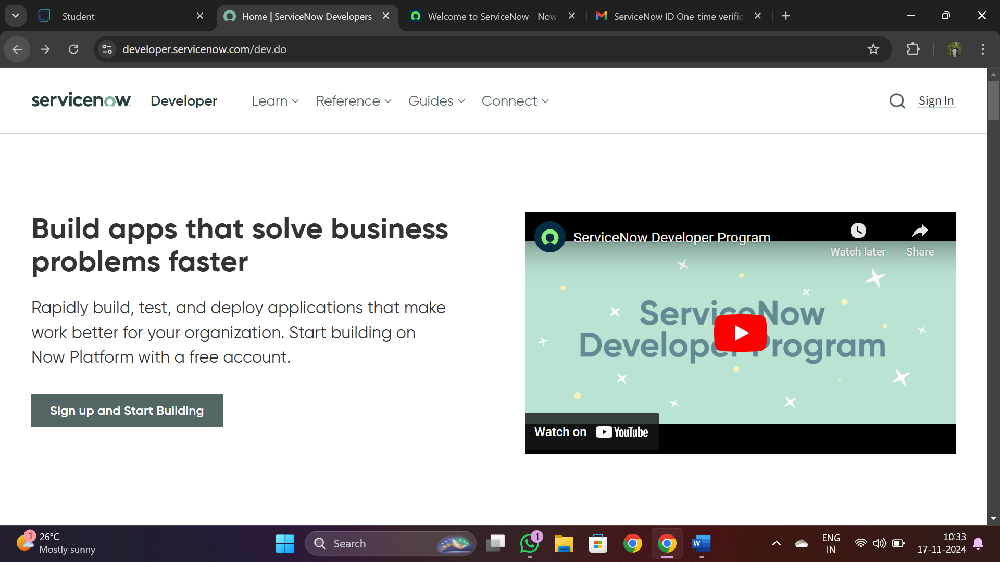 - Student
Home | ServiceNow Developers
Welcome to ServiceNow - Now
ServiceNow ID One-time verific
developer.servicenow.com/dev.do
servicenow
Developer
Learn
Reference
Guides
Connect
Sign In
Build apps that solve business
problems faster
Rapidly build, test, and deploy applications that make
work better for your organization. Start building on
Now Platform with a free account.
Sign up and Start Building
ServiceNow Developer Program
Watch later
Share
ServiceNow
Developer Program
Watch on YouTube
1
26°C
Mostly sunny
Search
1
W
ENG
IN
10:33
17-11-2024